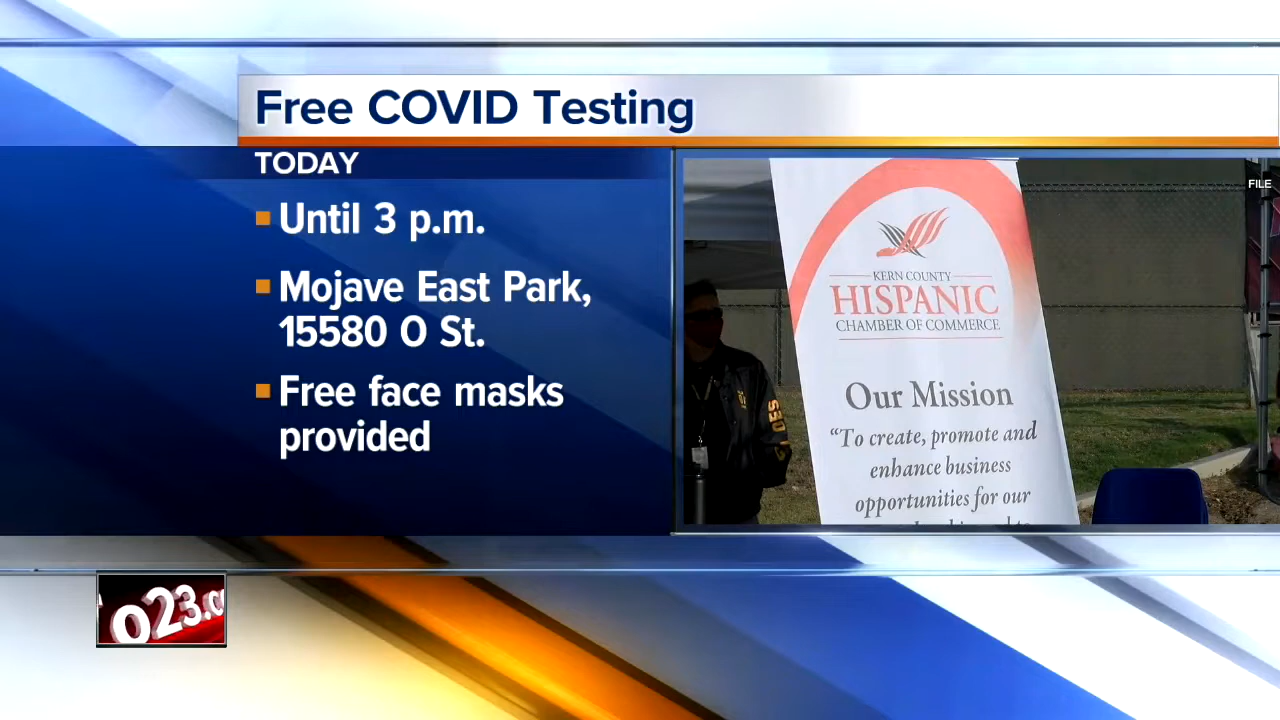 Free COVID Testing
TODAY
Until 3 p.m.
Mojave East Park,
15580 O St.
Free face masks
provided
FILE
KERN COUNTY
HISPANIC
CHAMBER OF COMMERCE
Our Mission
“To create, promote and
enhance business
opportunities for our
23